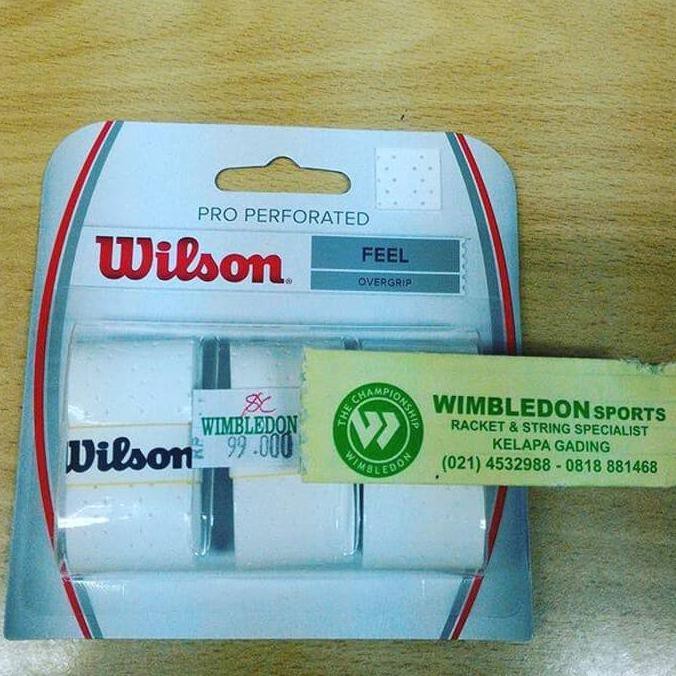 PRO PERFORATED
Wilson®
FEEL
OVERGRIP
Wilson
WIMBLEDON
RP
99.000
THE CHAMPIONSHIP
W
WIMBLEDON
WIMBLEDON SPORTS
RACKET & STRING SPECIALIST
KELAPA GADING
(021) 4532988 - 0818 881468